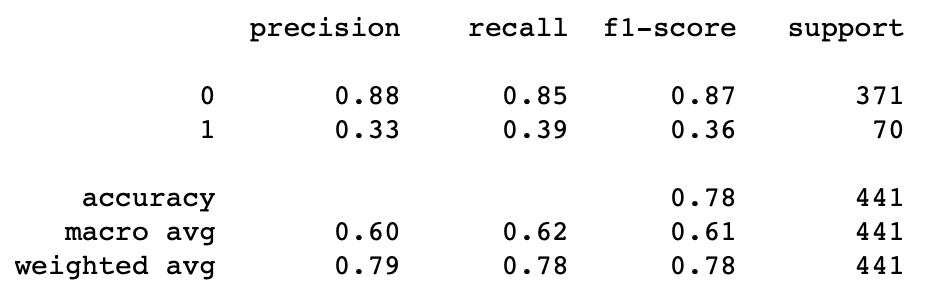 precision recall f1-score support
0 0.88 0.85 0.87 371
1 0.33 0.39 0.36 70
accuracy 0.78 441
macro avg 0.60 0.62 0.61 441
weighted avg 0.79 0.78 0.78 441